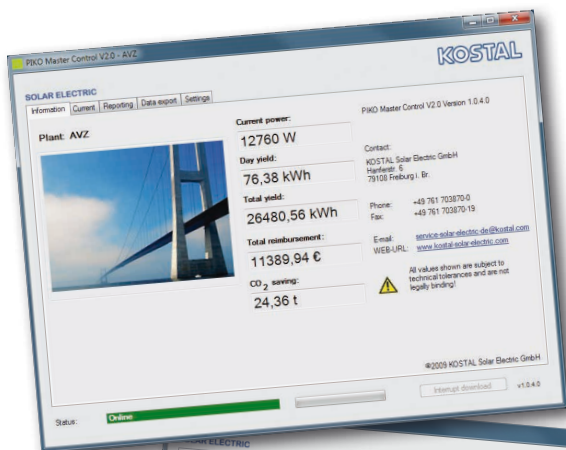 PIKO Master Control V2.0 - AVZ
KOSTAL
SOLAR ELECTRIC
Information Current Reporting Data export Settings
Plant: AVZ
Current power:
12760 W
Day yield:
76,38 kWh
Total yield:
26480,56 kWh
Total reimbursement:
11389,94 €
CO2 saving:
24,36 t
PIKO Master Control V2.0 Version 1.0.4.0
Contact:
KOSTAL Solar Electric GmbH
Hanferstr. 6
79108 Freiburg i. Br.
Phone: +49 761 703870-0
Fax: +49 761 703870-19
E-mail: service-solar-electric-de@kostal.com
WEB-URL: www.kostal-solar-electric.com
All values shown are subject to
technical tolerances and are not
legally binding!
©2009 KOSTAL Solar Electric GmbH
Status: Online
Interrupt download v1.0.4.0
SOLAR ELECTRIC